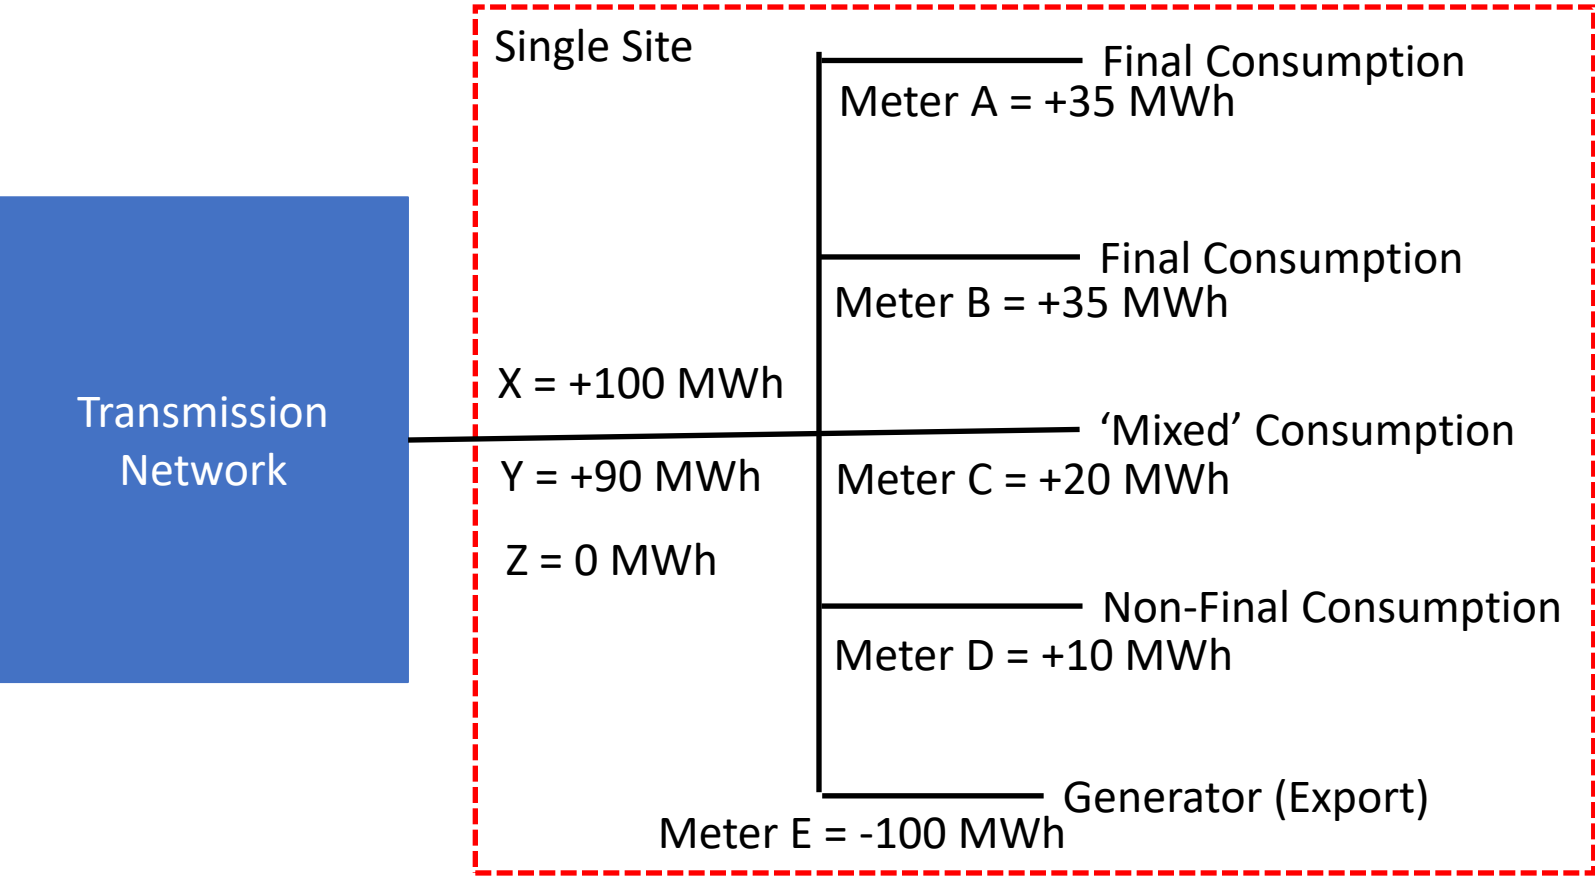 Single Site
Final Consumption
Meter A = +35 MWh
Final Consumption
Meter B = +35 MWh
X = +100 MWh
Transmission
Network
‘Mixed’ Consumption
Y = +90 MWh
Meter C = +20 MWh
Z = 0 MWh
Non-Final Consumption
Meter D = +10 MWh
Generator (Export)
Meter E = -100 MWh